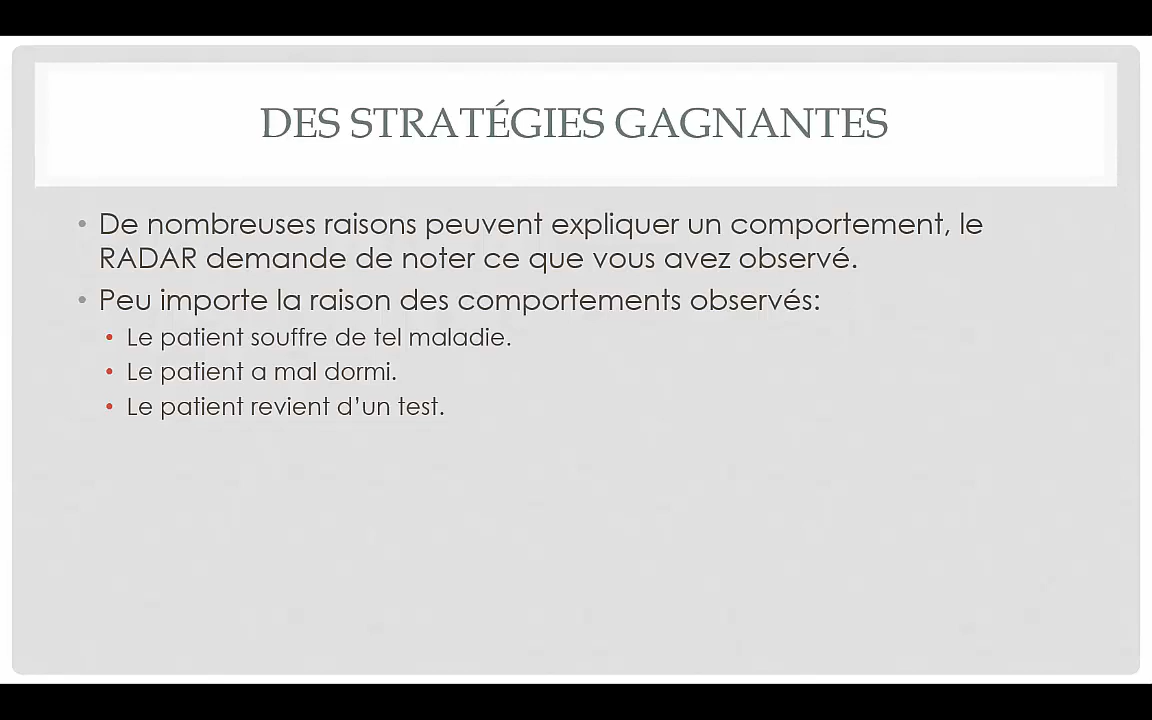 DES STRATÉGIES GAGNANTES
• De nombreuses raisons peuvent expliquer un comportement, le
RADAR demande de noter ce que vous avez observé.
• Peu importe la raison des comportements observés:
• Le patient souffre de tel maladie.
• Le patient a mal dormi.
• Le patient revient d’un test.